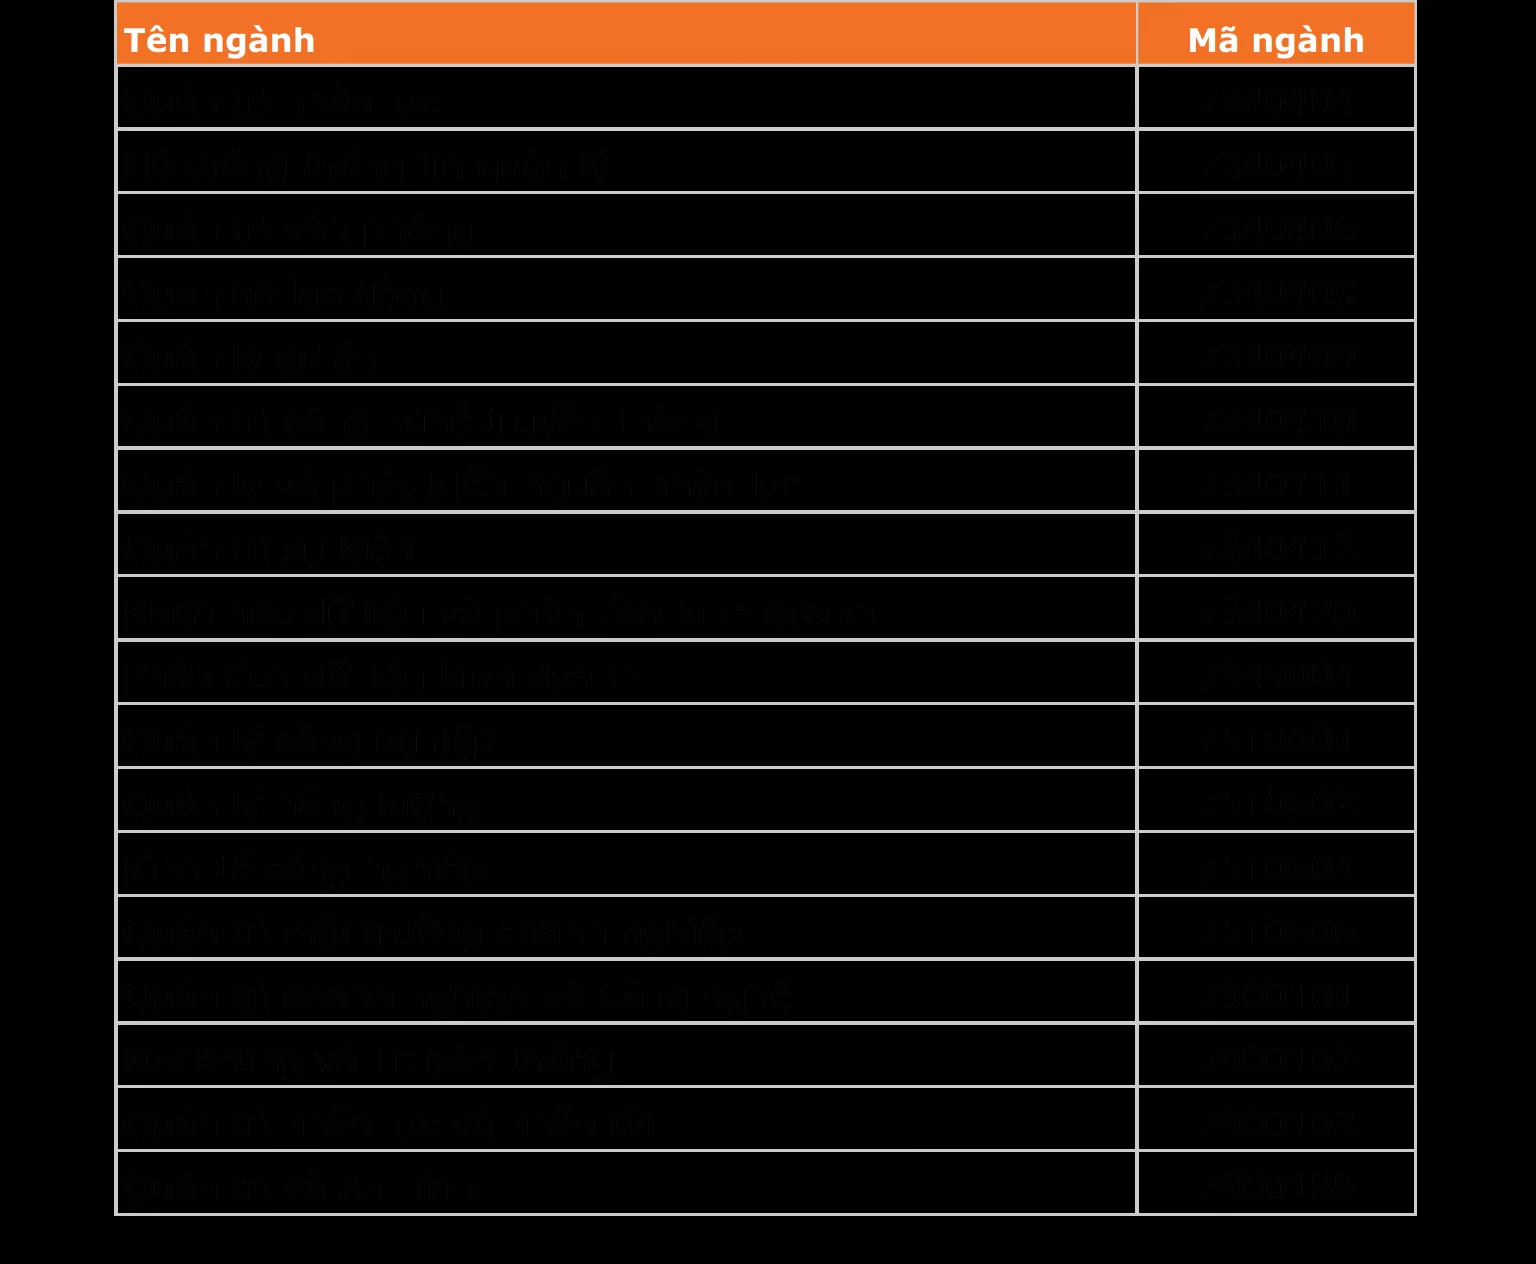 Tên ngành Mã ngành
Quản trị nhân lực 7340404
Hệ thống thông tin quản lý 7340405
Quản trị văn phòng 7340406
Quan hệ lao động 7340408
Quản lý dự án 7340409
Quản trị công nghệ truyền thông 7340410
Quản lý và phát triển nguồn nhân lực 7340411
Quản trị sự kiện 7340412
Khoa học dữ liệu và phân tích kinh doanh 7340420
Phân tích dữ liệu kinh doanh
Quản lý công nghiệp 7510601
Quản lý năng lượng 7510602
Kinh tế công nghiệp 7510604
Quản trị môi trường doanh nghiệp
Quản trị doanh nghiệp và Công nghệ 7900101
Marketing và Truyền thông 7900102
Quản trị nhân lực và nhân tài 7900103
Quản trị và An ninh 7900189